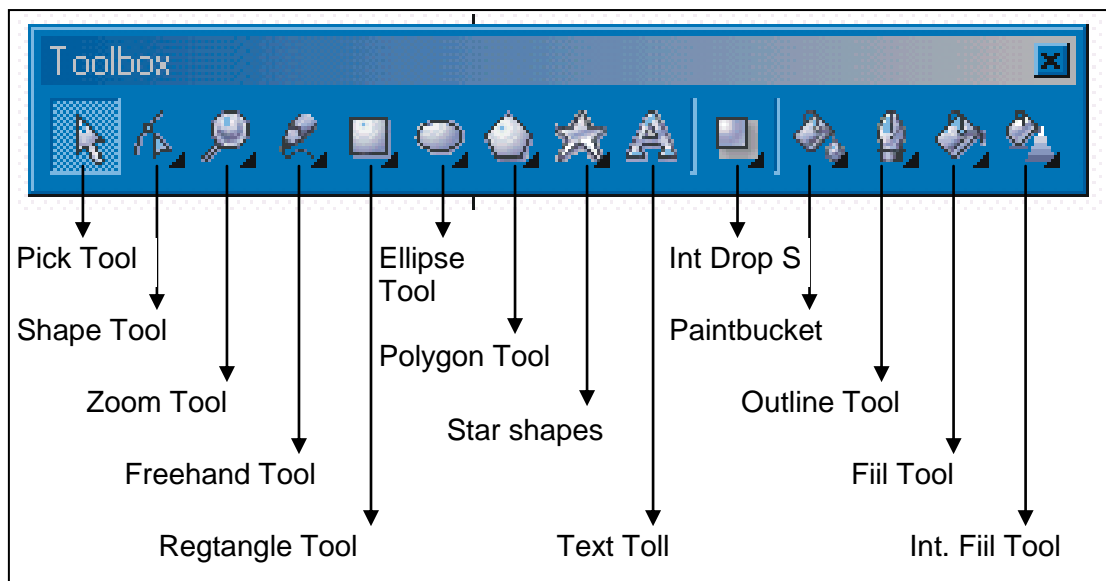 Toolbox
Pick Tool
Ellipse
Tool
Int Drop S
Shape Tool
Paintbucket
Polygon Tool
Zoom Tool
Outline Tool
Star shapes
Freehand Tool
Fiil Tool
Regtangle Tool
Text Toll
Int. Fiil Tool